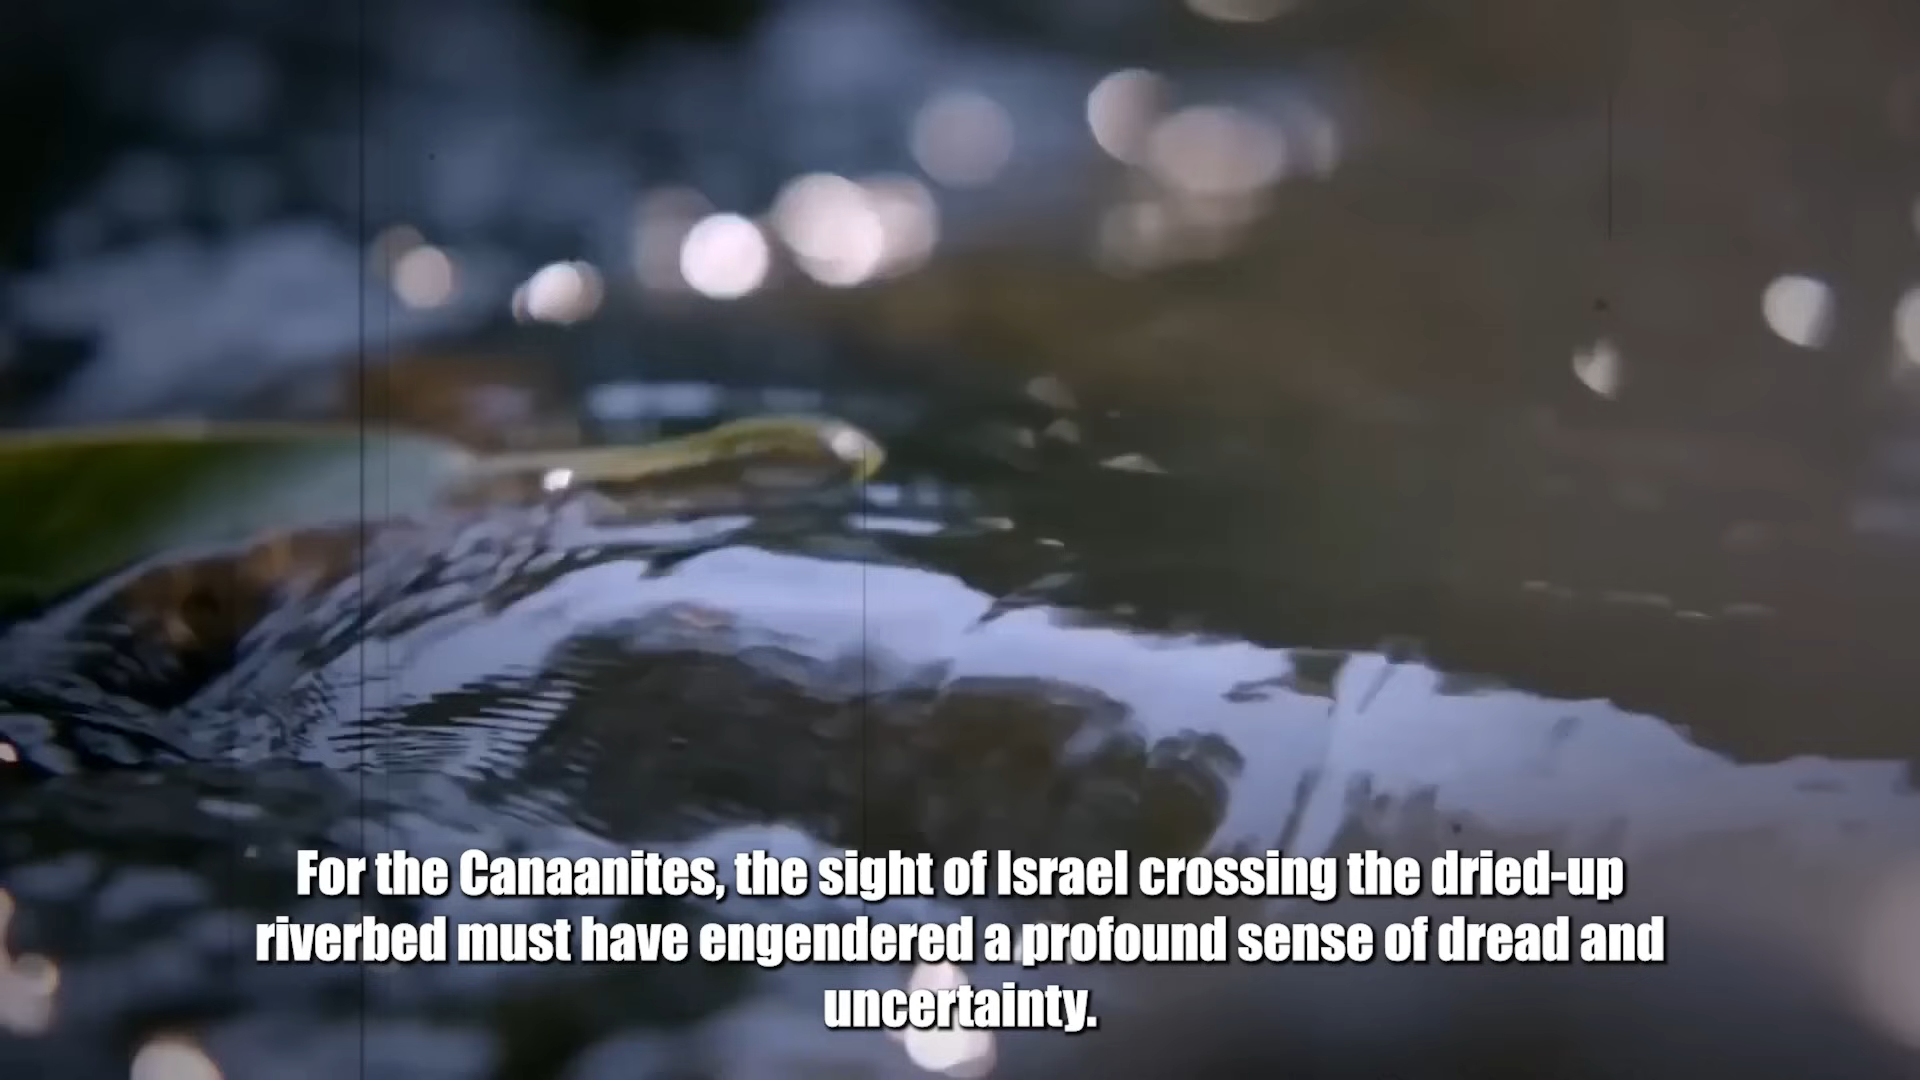 For the Canaanites, the sight of Israel crossing the dried-up
riverbed must have engendered a profound sense of dread and
uncertainty.